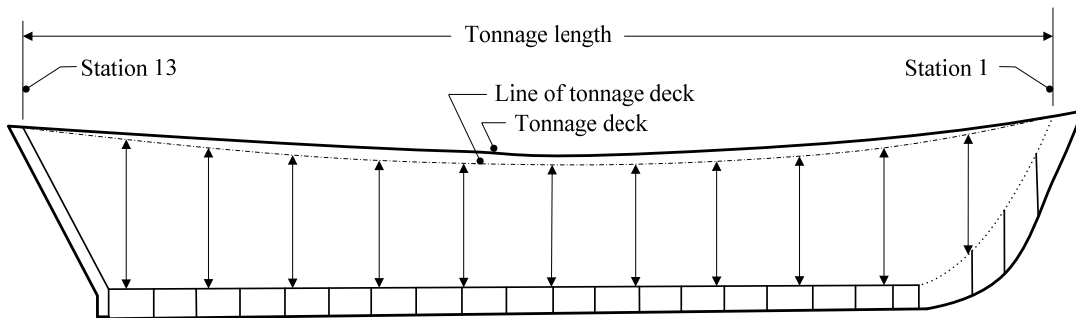 Tonnage length
Station 13
Station 1
Line of tonnage deck
Tonnage deck